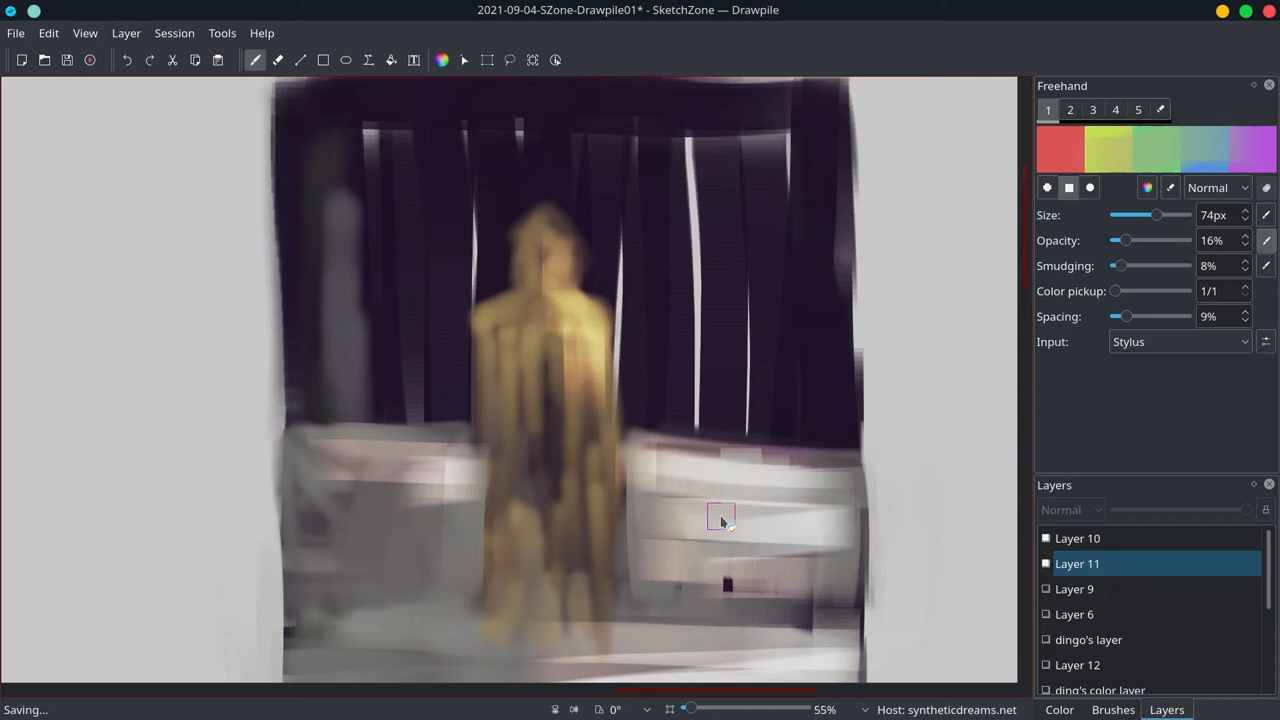 2021-09-04-SZone-Drawpile01* - SketchZone — Drawpile
File Edit View Layer Session Tools Help
Freehand
1 2 3 4 5
Normal
Size: 74px
Opacity: 16%
Smudging: 8%
Color pickup: 1/1
Spacing: 9%
Input: Stylus
Layers
Normal
Layer 10
Layer 11
Layer 9
Layer 6
dingo's layer
Layer 12
ding's color layer
Saving... 0° 55% Host: syntheticdreams.net Color Brushes Layers